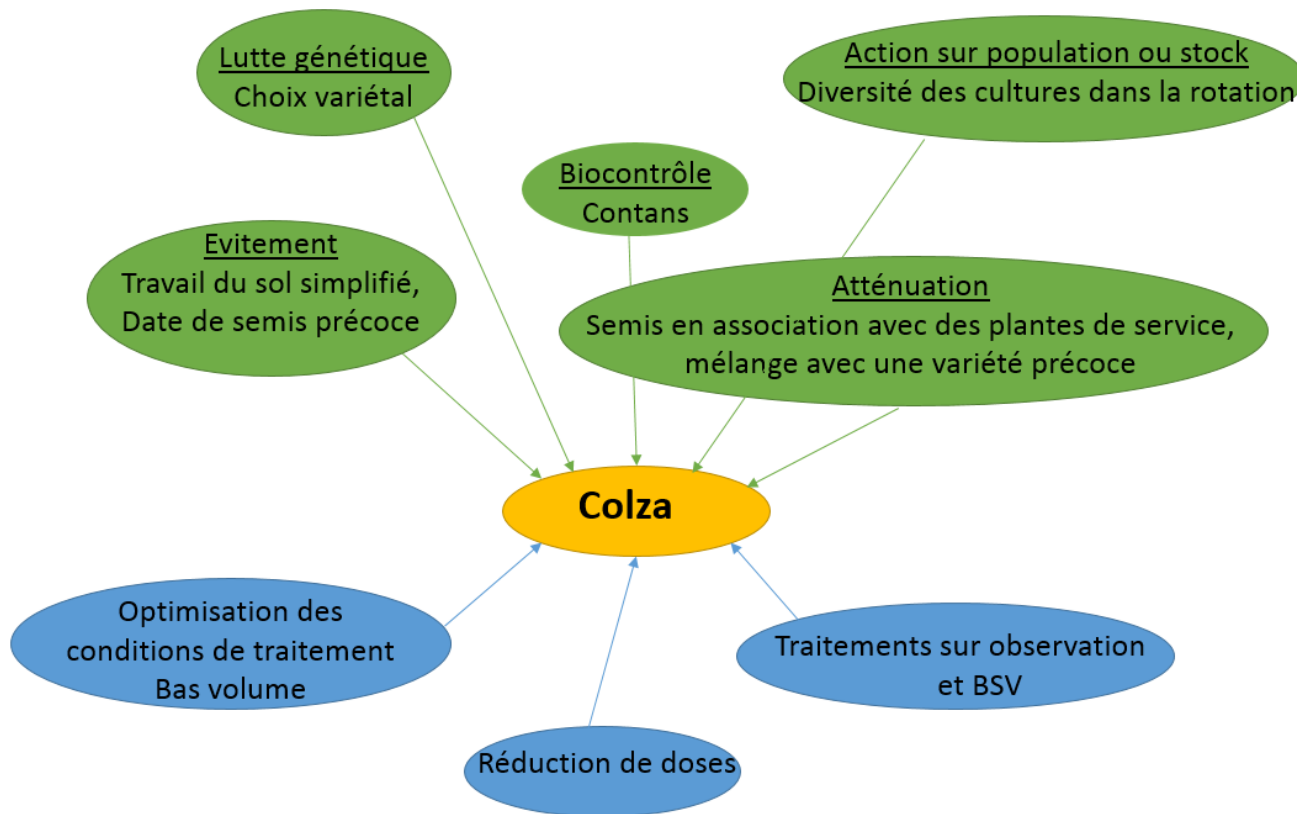 Lutte génétique
Choix variétal
Action sur population ou stock
Diversité des cultures dans la rotation
Biocontrôle
Contans
Evitement
Travail du sol simplifié,
Date de semis précoce
Atténuation
Semis en association avec des plantes de service,
mélange avec une variété précoce
Colza
Optimisation des
conditions de traitement
Bas volume
Traitements sur observation
et BSV
Réduction de doses